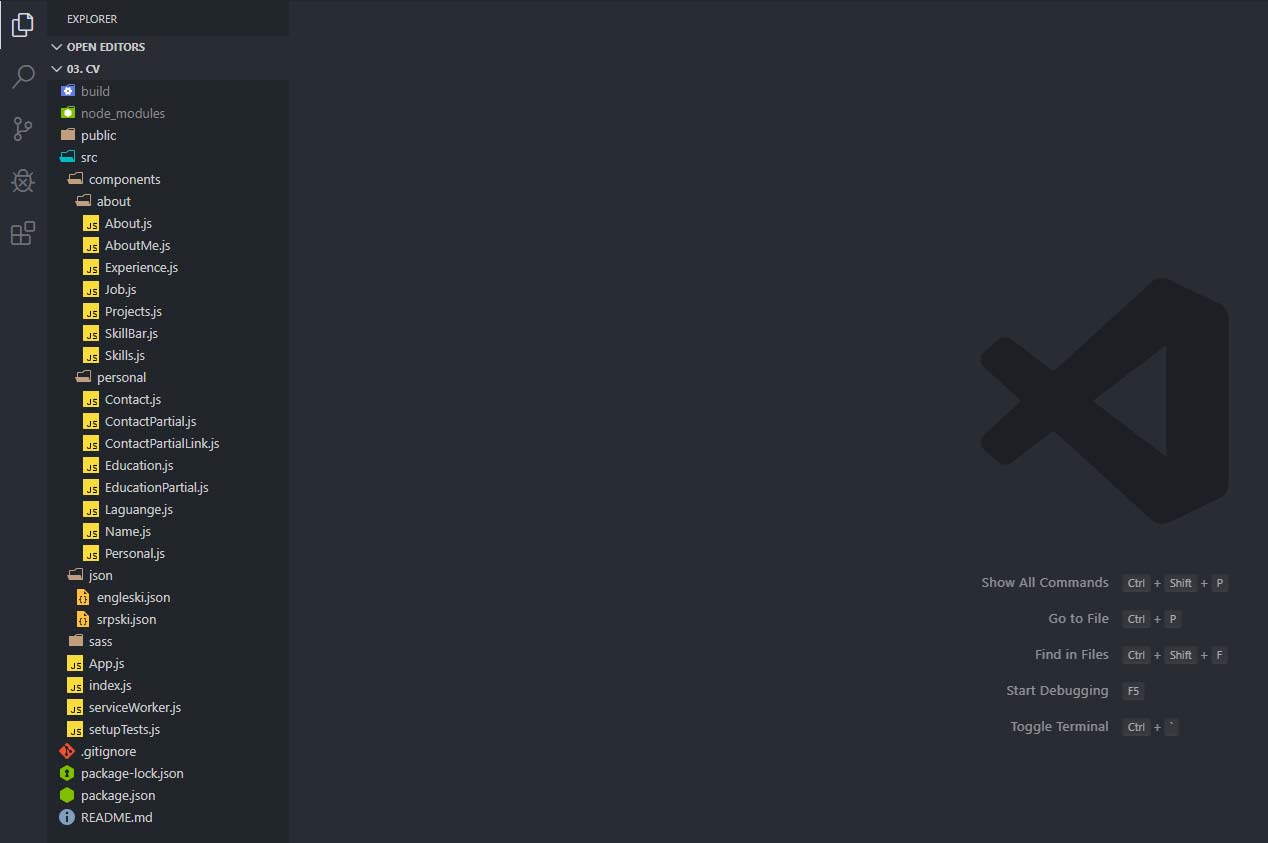 EXPLORER
OPEN EDITORS
03. CV
build
node_modules
public
src
components
about
JS About.js
JS AboutMe.js
JS Experience.js
JS Job.js
JS Projects.js
JS SkillBar.js
JS Skills.js
personal
JS Contact.js
JS ContactPartial.js
JS ContactPartialLink.js
JS Education.js
JS EducationPartial.js
JS Laguange.js
JS Name.js
JS Personal.js
json
{} engleski.json
{} srpski.json
sass
JS App.js
JS index.js
JS serviceWorker.js
JS setupTests.js
.gitignore
package-lock.json
package.json
README.md
Show All Commands Ctrl + Shift + P
Go to File Ctrl + P
Find in Files Ctrl + Shift + F
Start Debugging F5
Toggle Terminal Ctrl + `